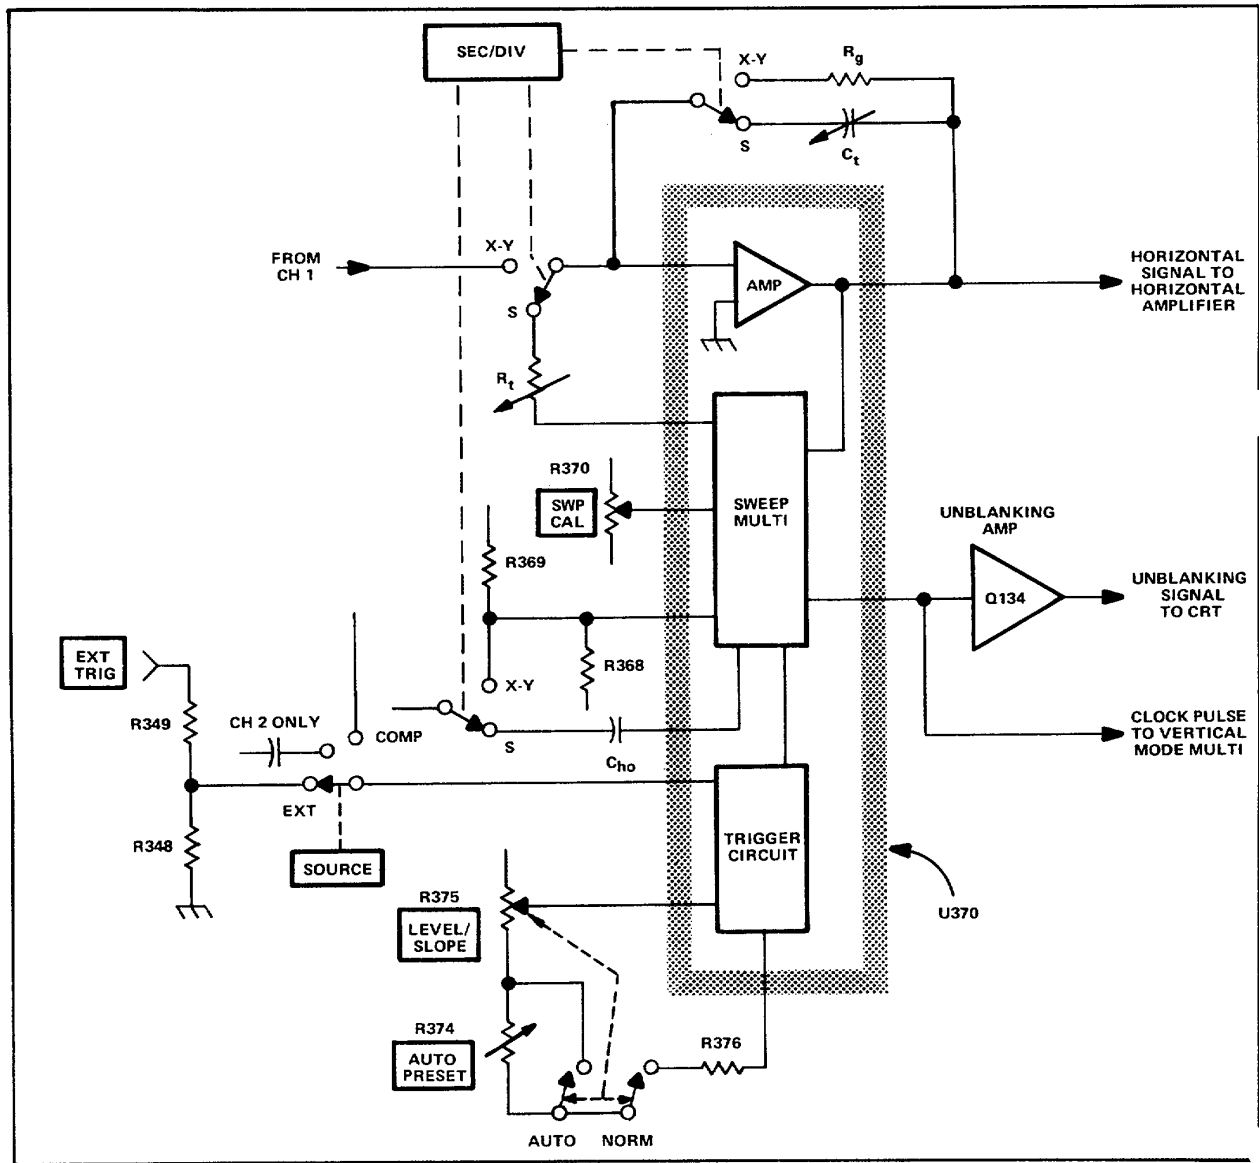 SEC/DIV
X-Y
Rg
S
Ct
FROM
CH 1
X-Y
S
AMP
HORIZONTAL
SIGNAL TO
HORIZONTAL
AMPLIFIER
Rt
R370
SWP
CAL
SWEEP
MULTI
UNBLANKING
AMP
Q134
UNBLANKING
SIGNAL
TO CRT
R369
R368
EXT
TRIG
R349
CH 2 ONLY
COMP
X-Y
S
Cho
CLOCK PULSE
TO VERTICAL
MODE MULTI
EXT
R348
SOURCE
TRIGGER
CIRCUIT
U370
R375
LEVEL/
SLOPE
R374
AUTO
PRESET
R376
AUTO
NORM